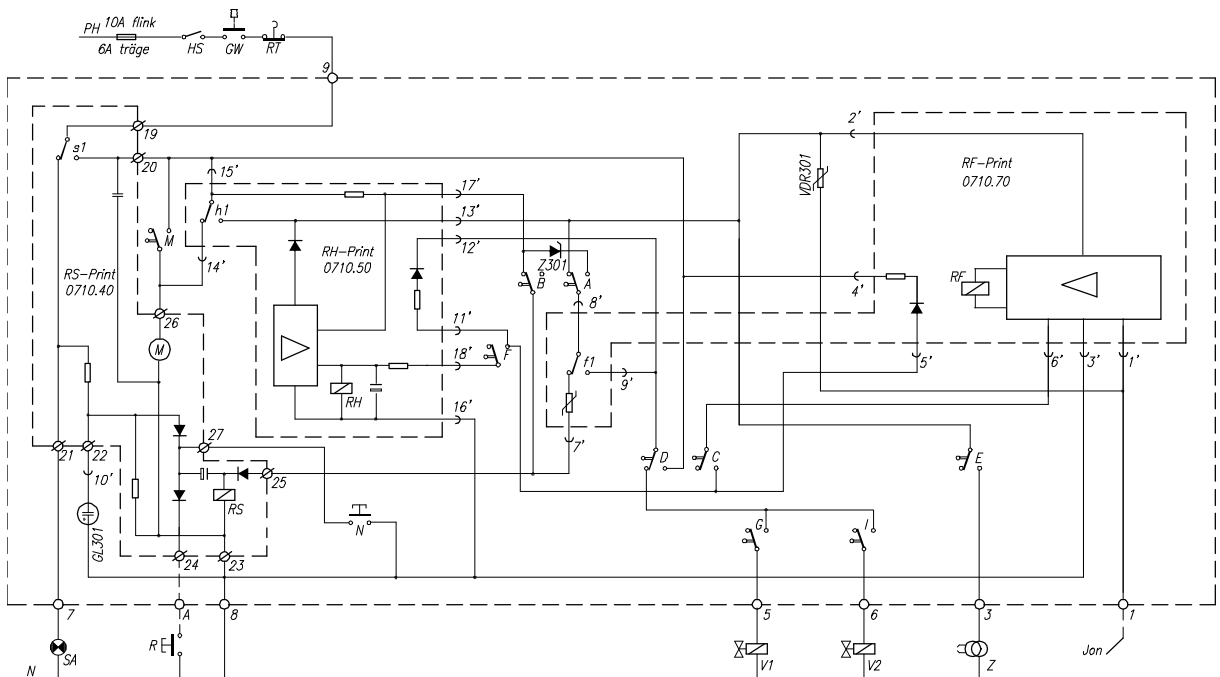 PH 10A flink
6A träge
HS
GW
RT
9
19
s1
20
15'
17'
2'
VDR301
RF-Print
0710.70
h1
13'
M
RH-Print
0710.50
12'
Z301
RS-Print
0710.40
14'
B
A
4'
RF
8'
26
11'
M
F
18'
f1
5'
6'
3'
1'
9'
RH
16'
27
21
22
7'
25
D
C
E
10'
RS
GL301
N
G
I
24
23
7
A
8
5
6
3
1
R
SA
N
V1
V2
Z
Jon